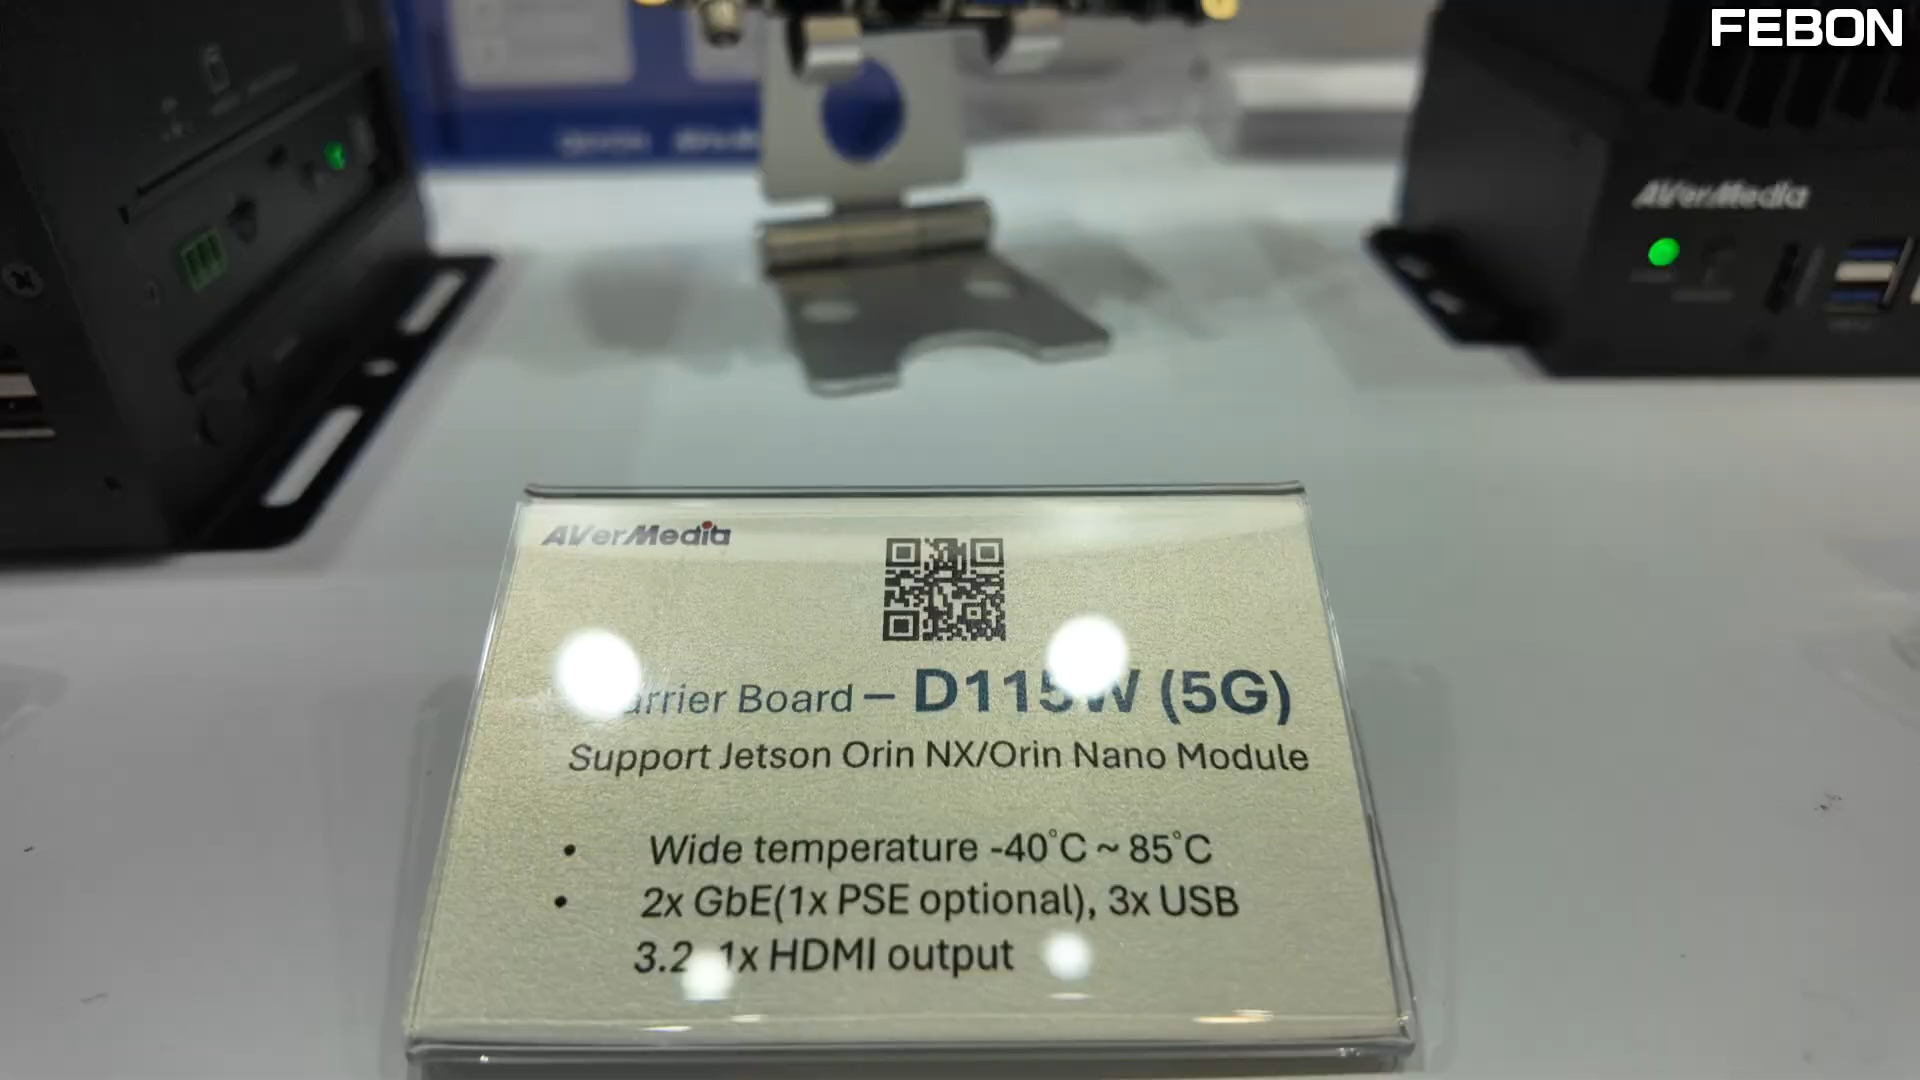 FEBON
AVerMedia
AVerMedia
arrier Board – D115W (5G)
Support Jetson Orin NX/Orin Nano Module
• Wide temperature -40°C ~ 85°C
• 2x GbE(1x PSE optional), 3x USB
3.2 1x HDMI output